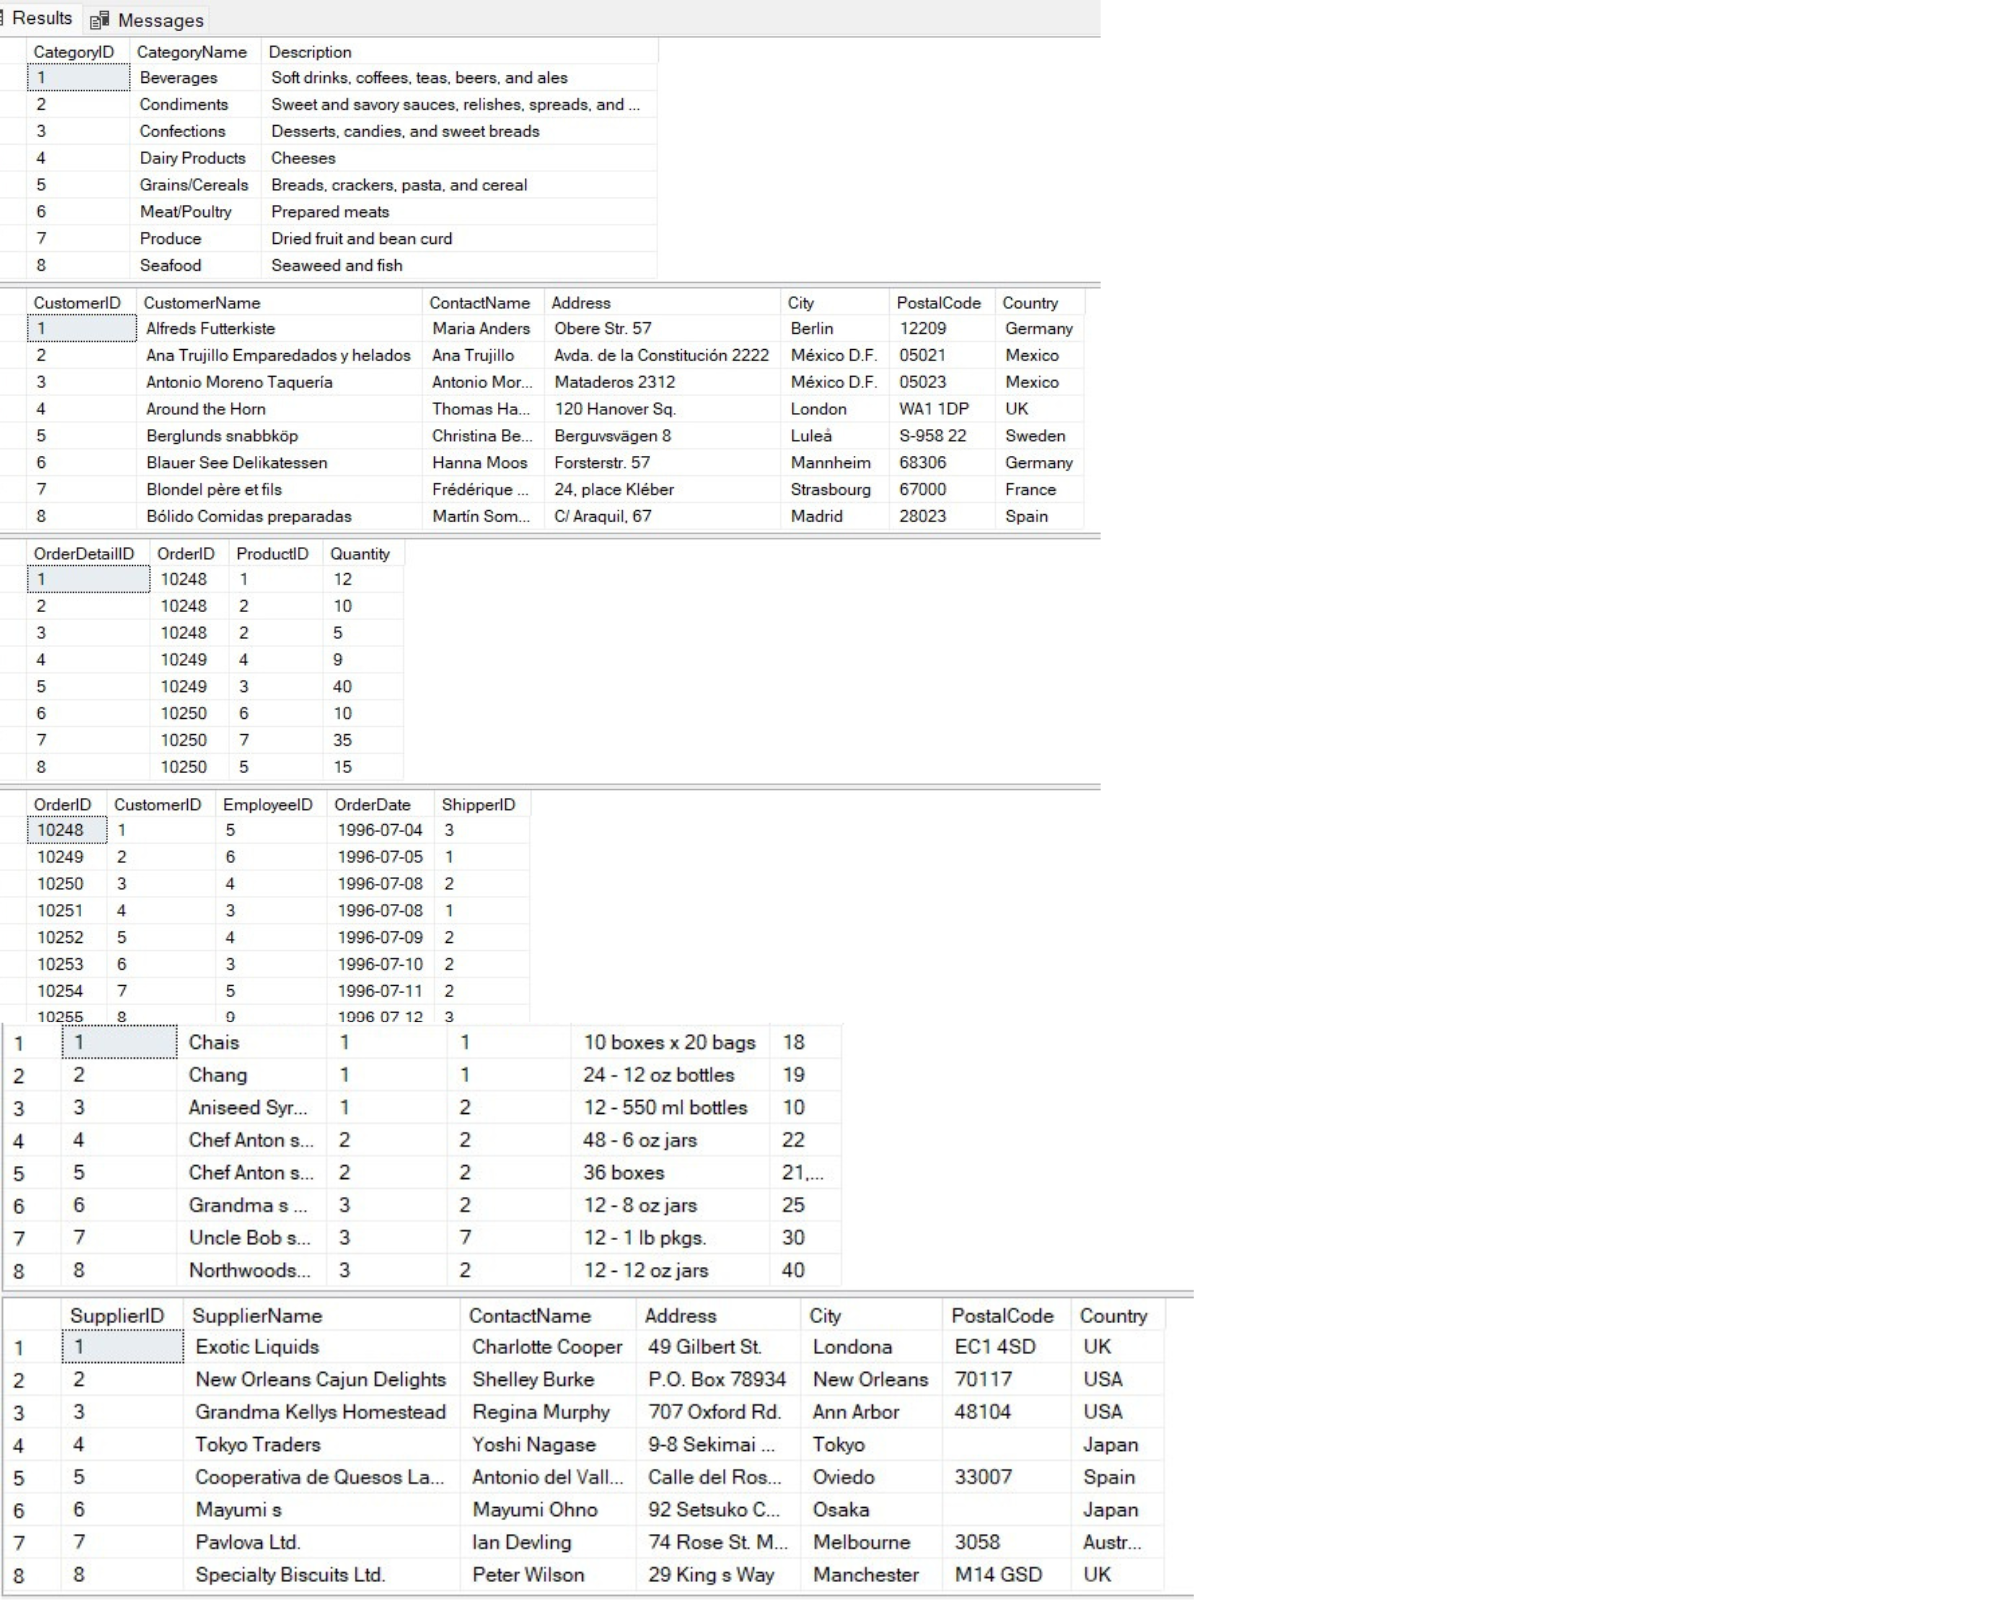 Results Messages
CategoryID CategoryName Description
1 Beverages Soft drinks, coffees, teas, beers, and ales
2 Condiments Sweet and savory sauces, relishes, spreads, and ...
3 Confections Desserts, candies, and sweet breads
4 Dairy Products Cheeses
5 Grains/Cereals Breads, crackers, pasta, and cereal
6 Meat/Poultry Prepared meats
7 Produce Dried fruit and bean curd
8 Seafood Seaweed and fish
CustomerID CustomerName ContactName Address City PostalCode Country
1 Alfreds Futterkiste Maria Anders Obere Str. 57 Berlin 12209 Germany
2 Ana Trujillo Emparedados y helados Ana Trujillo Avda. de la Constitución 2222 México D.F. 05021 Mexico
3 Antonio Moreno Taquería Antonio Mor... Mataderos 2312 México D.F. 05023 Mexico
4 Around the Horn Thomas Ha... 120 Hanover Sq. London WA1 1DP UK
5 Berglunds snabbköp Christina Be... Berguvsvägen 8 Luleå S-958 22 Sweden
6 Blauer See Delikatessen Hanna Moos Forsterstr. 57 Mannheim 68306 Germany
7 Blondel père et fils Frédérique ... 24, place Kléber Strasbourg 67000 France
8 Bólido Comidas preparadas Martín Som... C/ Araquil, 67 Madrid 28023 Spain
OrderDetailID OrderID ProductID Quantity
1 10248 1 12
2 10248 2 10
3 10248 2 5
4 10249 4 9
5 10249 3 40
6 10250 6 10
7 10250 7 35
8 10250 5 15
OrderID CustomerID EmployeeID OrderDate ShipperID
10248 1 5 1996-07-04 3
10249 2 6 1996-07-05 1
10250 3 4 1996-07-08 2
10251 4 3 1996-07-08 1
10252 5 4 1996-07-09 2
10253 6 3 1996-07-10 2
10254 7 5 1996-07-11 2
10255 8 9 1996-07-12 3
1 1 Chais 1 1 10 boxes x 20 bags 18
2 2 Chang 1 1 24 - 12 oz bottles 19
3 3 Aniseed Syr... 1 2 12 - 550 ml bottles 10
4 4 Chef Anton s... 2 2 48 - 6 oz jars 22
5 5 Chef Anton s... 2 2 36 boxes 21,...
6 6 Grandma s ... 3 2 12 - 8 oz jars 25
7 7 Uncle Bob s... 3 7 12 - 1 lb pkgs. 30
8 8 Northwoods... 3 2 12 - 12 oz jars 40
SupplierID SupplierName ContactName Address City PostalCode Country
1 1 Exotic Liquids Charlotte Cooper 49 Gilbert St. Londona EC1 4SD UK
2 2 New Orleans Cajun Delights Shelley Burke P.O. Box 78934 New Orleans 70117 USA
3 3 Grandma Kellys Homestead Regina Murphy 707 Oxford Rd. Ann Arbor 48104 USA
4 4 Tokyo Traders Yoshi Nagase 9-8 Sekimai ... Tokyo Japan
5 5 Cooperativa de Quesos La... Antonio del Vall... Calle del Ros... Oviedo 33007 Spain
6 6 Mayumi s Mayumi Ohno 92 Setsuko C... Osaka Japan
7 7 Pavlova Ltd. Ian Devling 74 Rose St. M... Melbourne 3058 Austr...
8 8 Specialty Biscuits Ltd. Peter Wilson 29 King s Way Manchester M14 GSD UK